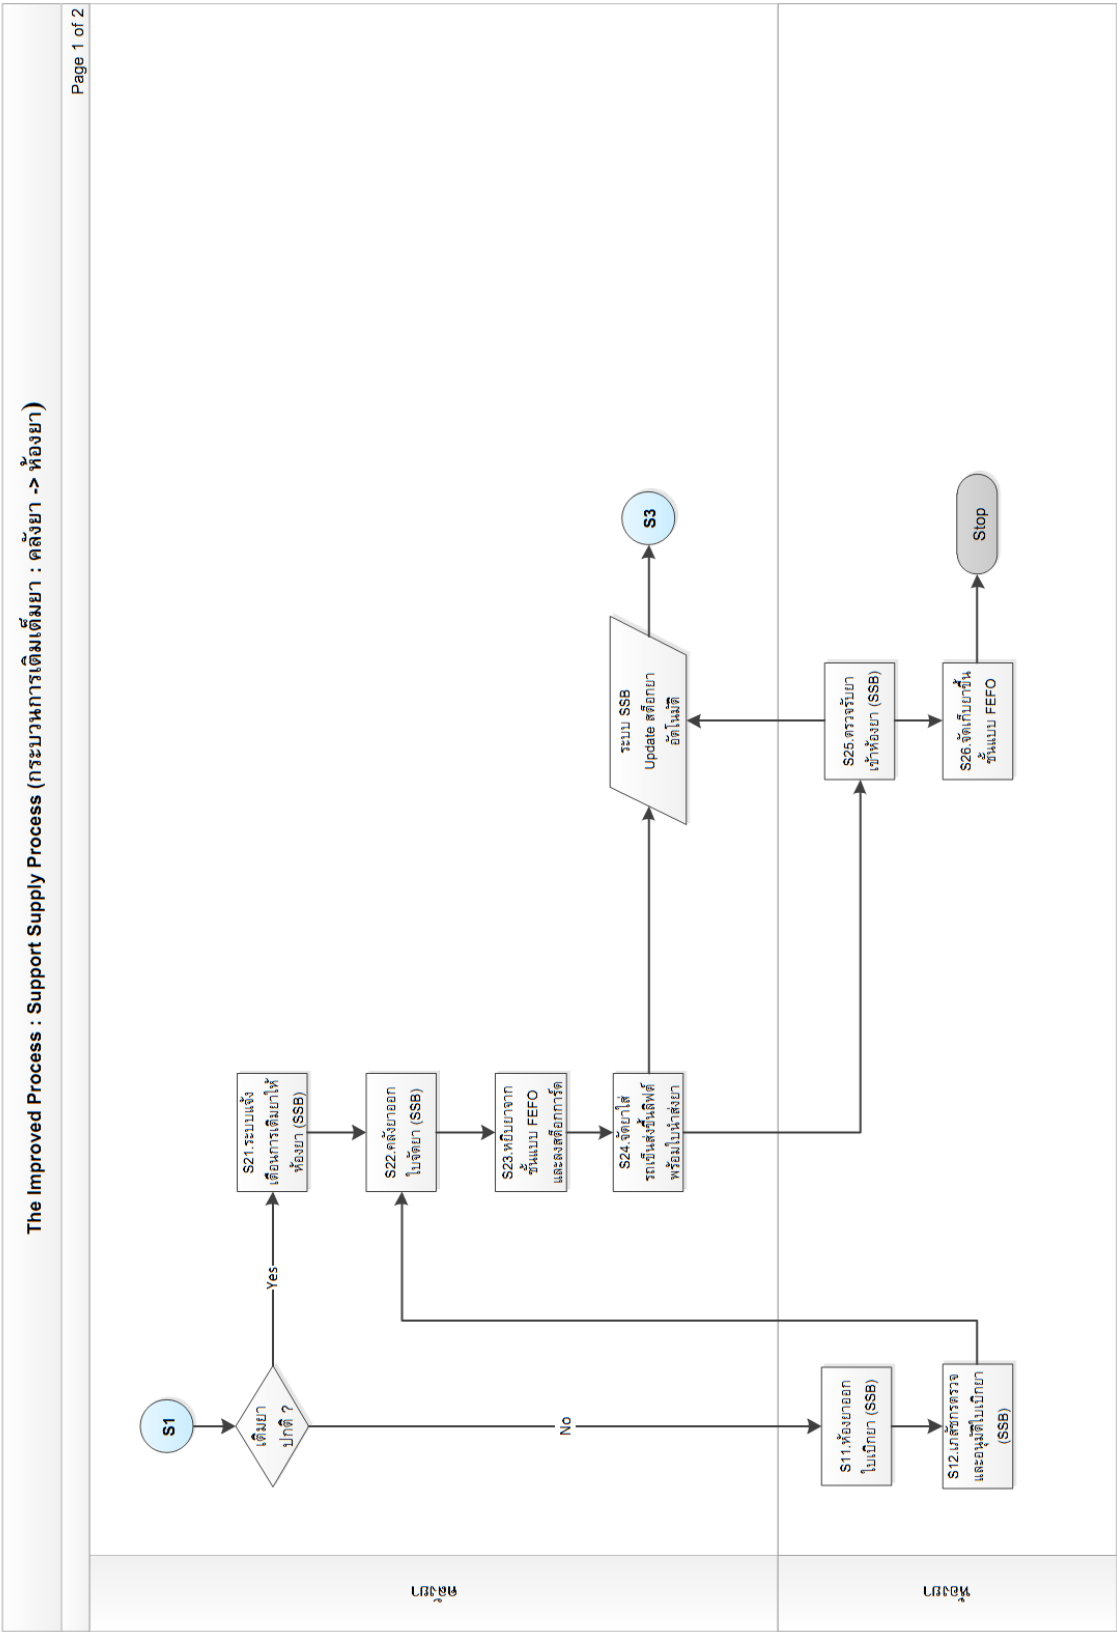 The Improved Process : Support Supply Process (กระบวนการเติมเต็มยา : คลังยา -> ห้องยา)
Page 1 of 2
คลังยา
S1
เติมยา
ปกติ ?
Yes
No
S21.ระบบแจ้ง
เตือนการเติมยาให้
ห้องยา (SSB)
S22.คลังยาออก
ใบจัดยา (SSB)
S23.หยิบยาจาก
ชั้นแบบ FEFO
และลงสต๊อกการ์ด
S24.จัดยาใส่
รถเข็นส่งขึ้นลิฟต์
พร้อมใบนำส่งยา
ระบบ SSB
Update สต๊อกยา
อัตโนมัติ
S3
ห้องยา
S11.ห้องยาออก
ใบเบิกยา (SSB)
S12.เภสัชกรตรวจ
และอนุมัติใบเบิกยา
(SSB)
S25.ตรวจรับยา
เข้าห้องยา (SSB)
S26.จัดเก็บยาขึ้น
ชั้นแบบ FEFO
Stop